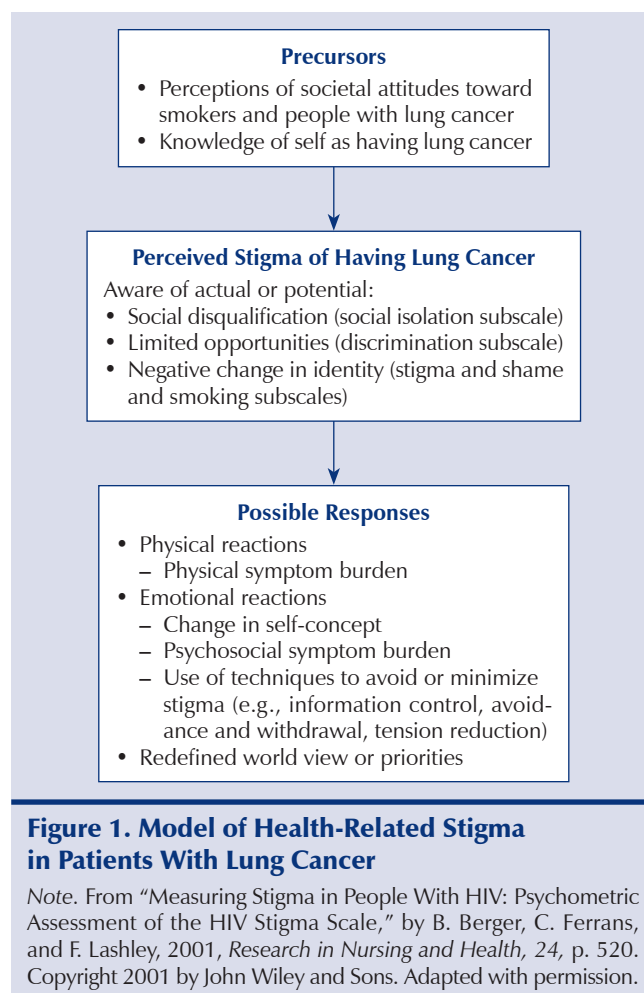 Precursors
• Perceptions of societal attitudes toward
smokers and people with lung cancer
• Knowledge of self as having lung cancer
Perceived Stigma of Having Lung Cancer
Aware of actual or potential:
• Social disqualification (social isolation subscale)
• Limited opportunities (discrimination subscale)
• Negative change in identity (stigma and shame
and smoking subscales)
Possible Responses
• Physical reactions
– Physical symptom burden
• Emotional reactions
– Change in self-concept
– Psychosocial symptom burden
– Use of techniques to avoid or minimize
stigma (e.g., information control, avoid-
ance and withdrawal, tension reduction)
• Redefined world view or priorities
Figure 1. Model of Health-Related Stigma
in Patients With Lung Cancer
Note. From “Measuring Stigma in People With HIV: Psychometric
Assessment of the HIV Stigma Scale,” by B. Berger, C. Ferrans,
and F. Lashley, 2001, Research in Nursing and Health, 24, p. 520.
Copyright 2001 by John Wiley and Sons. Adapted with permission.